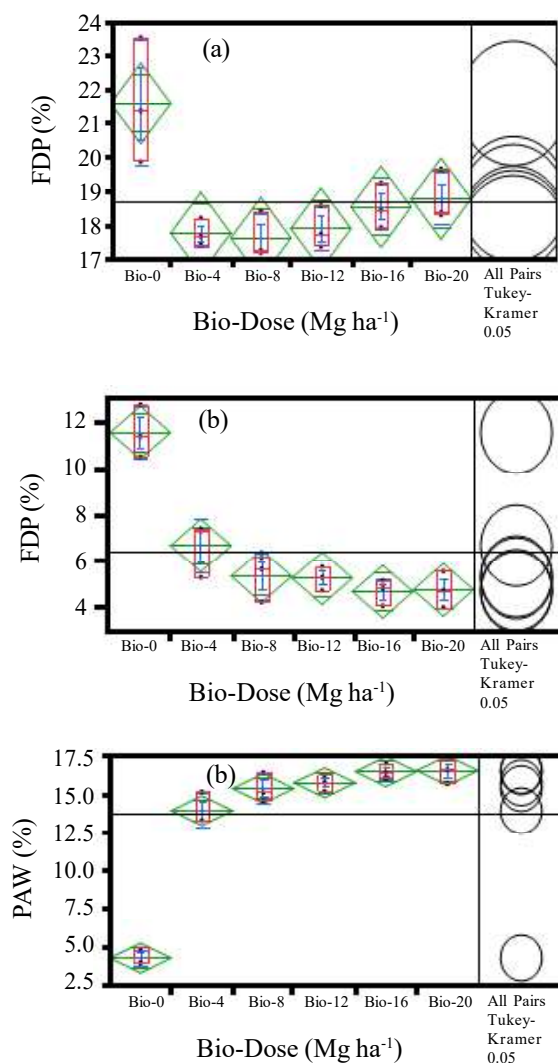 (a)
FDP (%)
24
23
22
21
20
19
18
17
Bio-0 Bio-4 Bio-8 Bio-12 Bio-16 Bio-20
All Pairs
Tukey-
Kramer
0.05
Bio-Dose (Mg ha⁻¹)
(b)
FDP (%)
12
10
8
6
4
Bio-0 Bio-4 Bio-8 Bio-12 Bio-16 Bio-20
All Pairs
Tukey-
Kramer
0.05
Bio-Dose (Mg ha⁻¹)
(b)
PAW (%)
17.5
15.0
12.5
10.0
7.5
5.0
2.5
Bio-0 Bio-4 Bio-8 Bio-12 Bio-16 Bio-20
All Pairs
Tukey-
Kramer
0.05
Bio-Dose (Mg ha⁻¹)